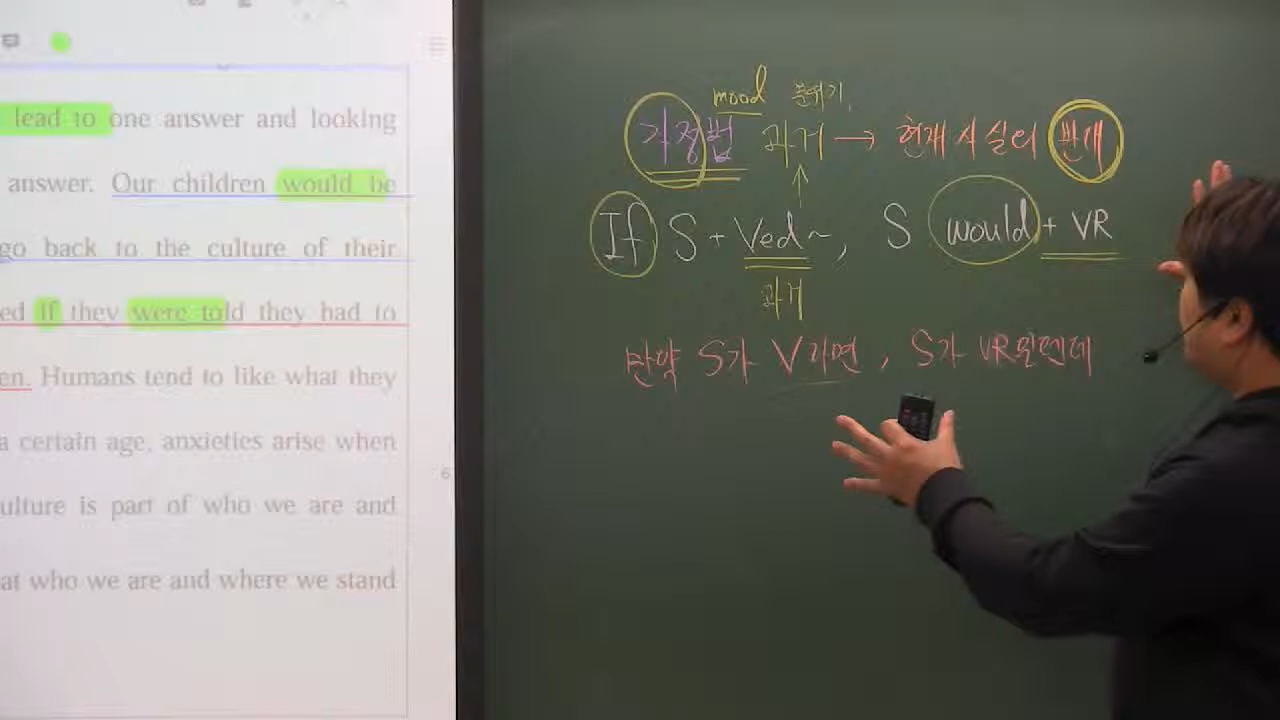 lead to one answer and looking
answer. Our children would be
go back to the culture of their
ed if they were told they had to
en. Humans tend to like what they
a certain age, anxieties arise when
ulture is part of who we are and
at who we are and where we stand
6
mood 분위기
가정법 과거 → 현재 사실의 반대
↑
If S + Ved~, S would + VR
과거
만약 S가 V라면, S가 VR할텐데